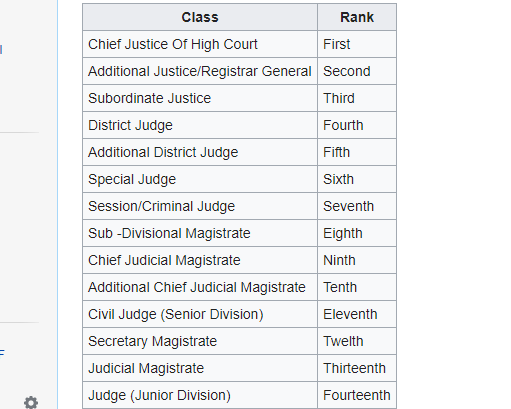 Class Rank
Chief Justice Of High Court First
Additional Justice/Registrar General Second
Subordinate Justice Third
District Judge Fourth
Additional District Judge Fifth
Special Judge Sixth
Session/Criminal Judge Seventh
Sub -Divisional Magistrate Eighth
Chief Judicial Magistrate Ninth
Additional Chief Judicial Magistrate Tenth
Civil Judge (Senior Division) Eleventh
Secretary Magistrate Twelth
Judicial Magistrate Thirteenth
Judge (Junior Division) Fourteenth